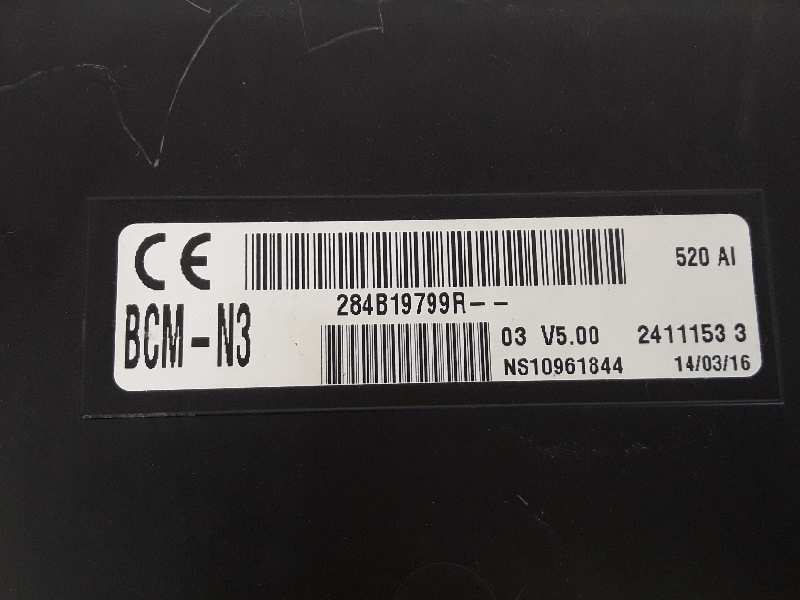 CE
520 AI
284B19799R--
BCM-N3
03 V5.00 2411153 3
NS10961844 14/03/16